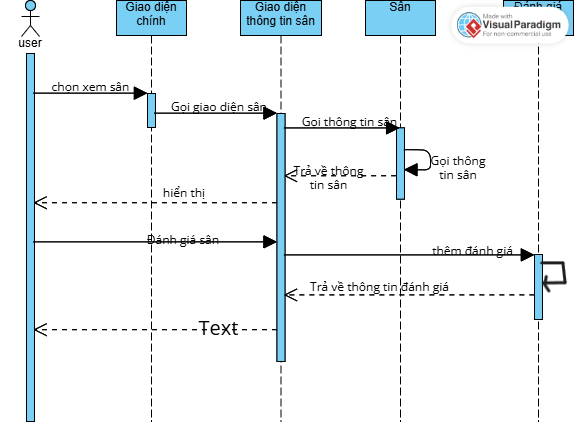 Giao diện
chính
Giao diện
thông tin sân
Sân
Đánh giá
Made with
Visual Paradigm
For non-commercial use
user
chọn xem sân
Gọi giao diện sân
Gọi thông tin sân
Gọi thông
tin sân
Trả về thông
tin sân
hiển thị
Đánh giá sân
thêm đánh giá
Trả về thông tin đánh giá
Text